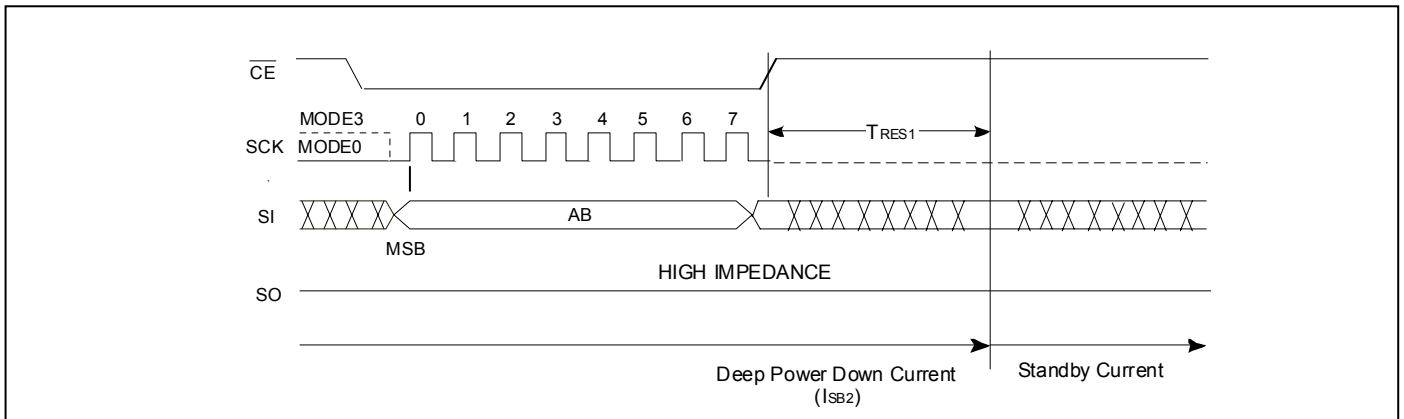 CE
MODE3
0 1 2 3 4 5 6 7
SCK
MODE0
TRES1
SI
AB
MSB
HIGH IMPEDANCE
SO
Deep Power Down Current
(ISB2)
Standby Current